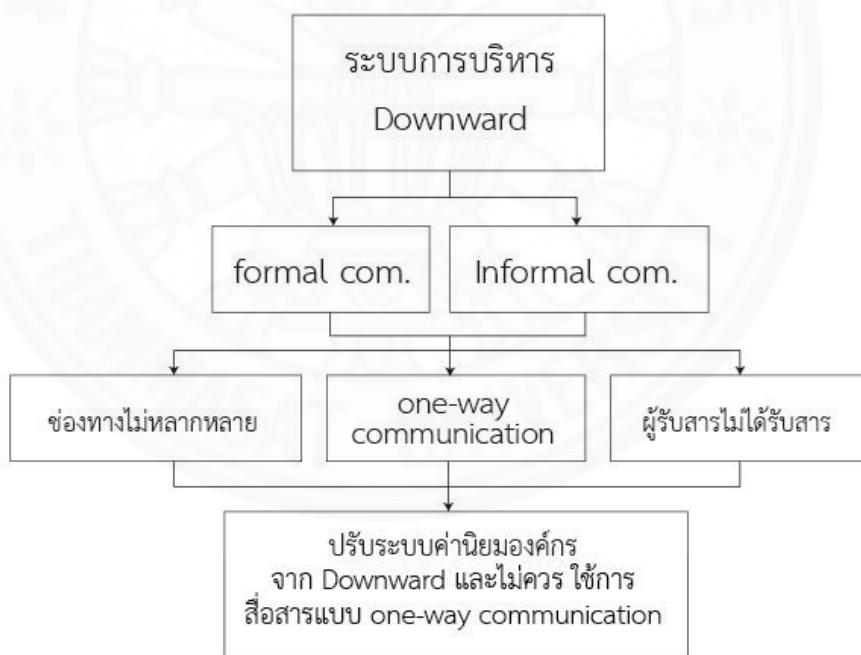 ระบบการบริหาร
Downward
formal com.
Informal com.
ช่องทางไม่หลากหลาย
one-way
communication
ผู้รับสารไม่ได้รับสาร
ปรับระบบค่านิยมองค์กร
จาก Downward และไม่ควร ใช้การ
สื่อสารแบบ one-way communication